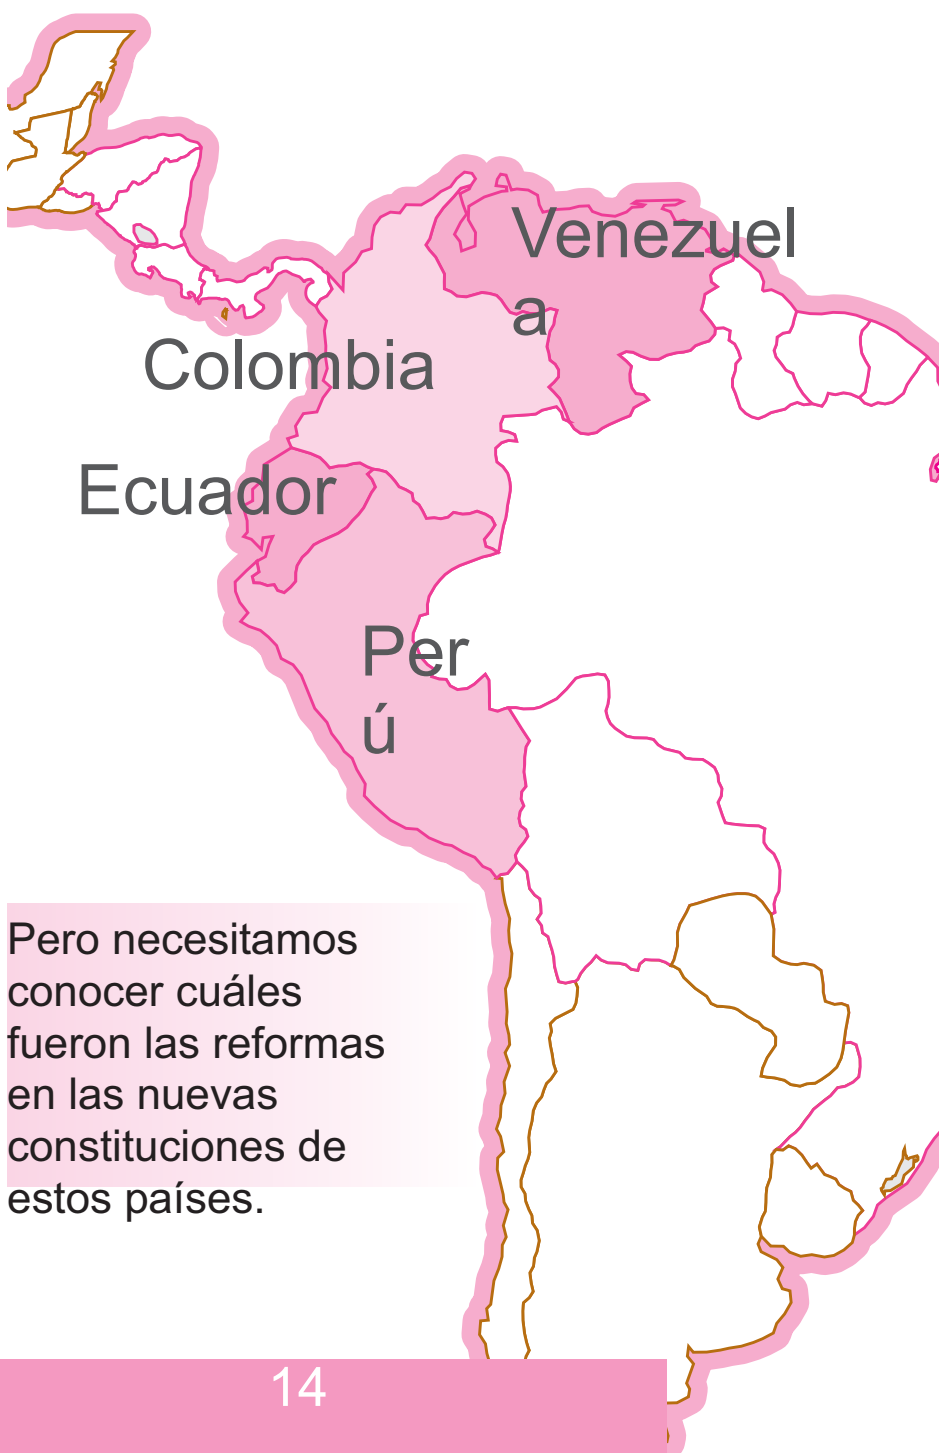 Venezuel
a
Colombia
Ecuador
Per
ú
Pero necesitamos
conocer cuáles
fueron las reformas
en las nuevas
constituciones de
estos países.
14